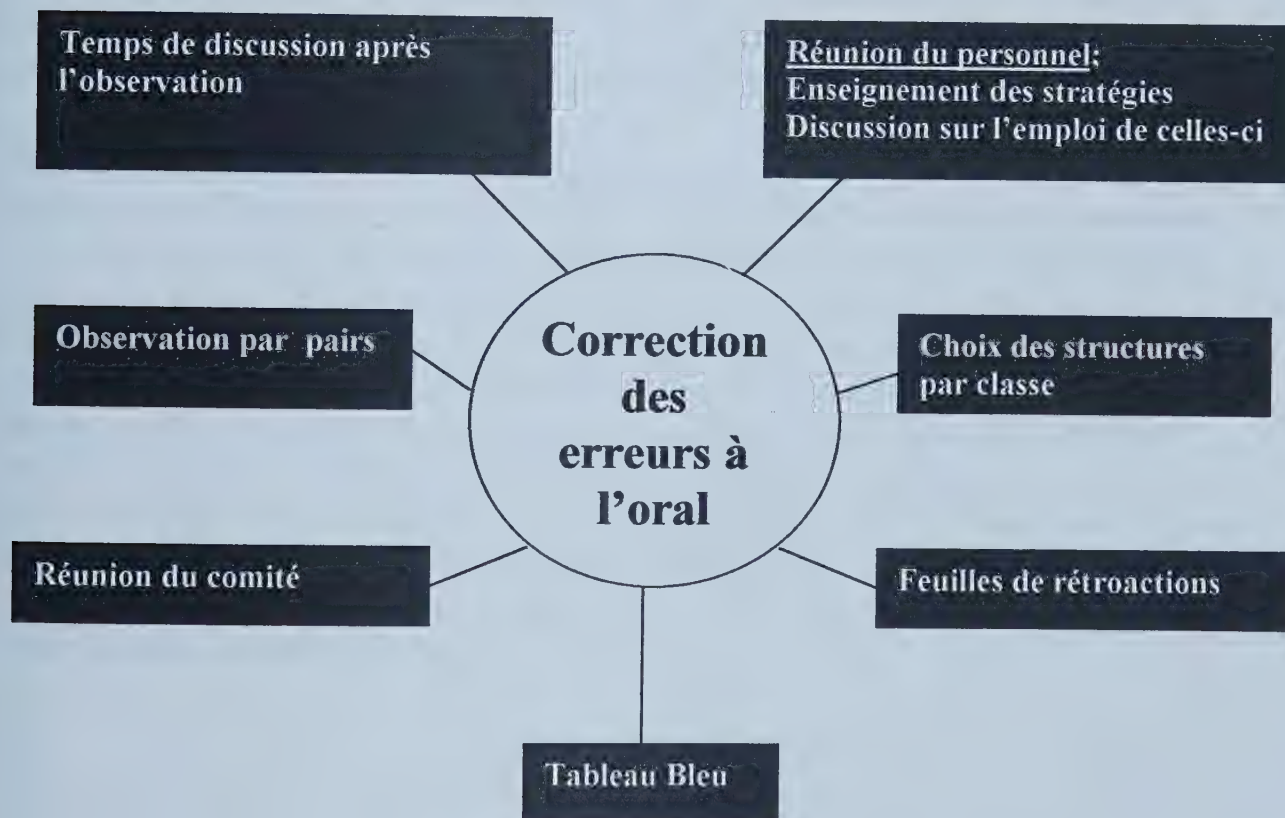 Temps de discussion après
l'observation
Réunion du personnel;
Enseignement des stratégies
Discussion sur l'emploi de celles-ci
Observation par pairs
Correction
des
erreurs à
l'oral
Choix des structures
par classe
Réunion du comité
Feuilles de rétroactions
Tableau Bleu